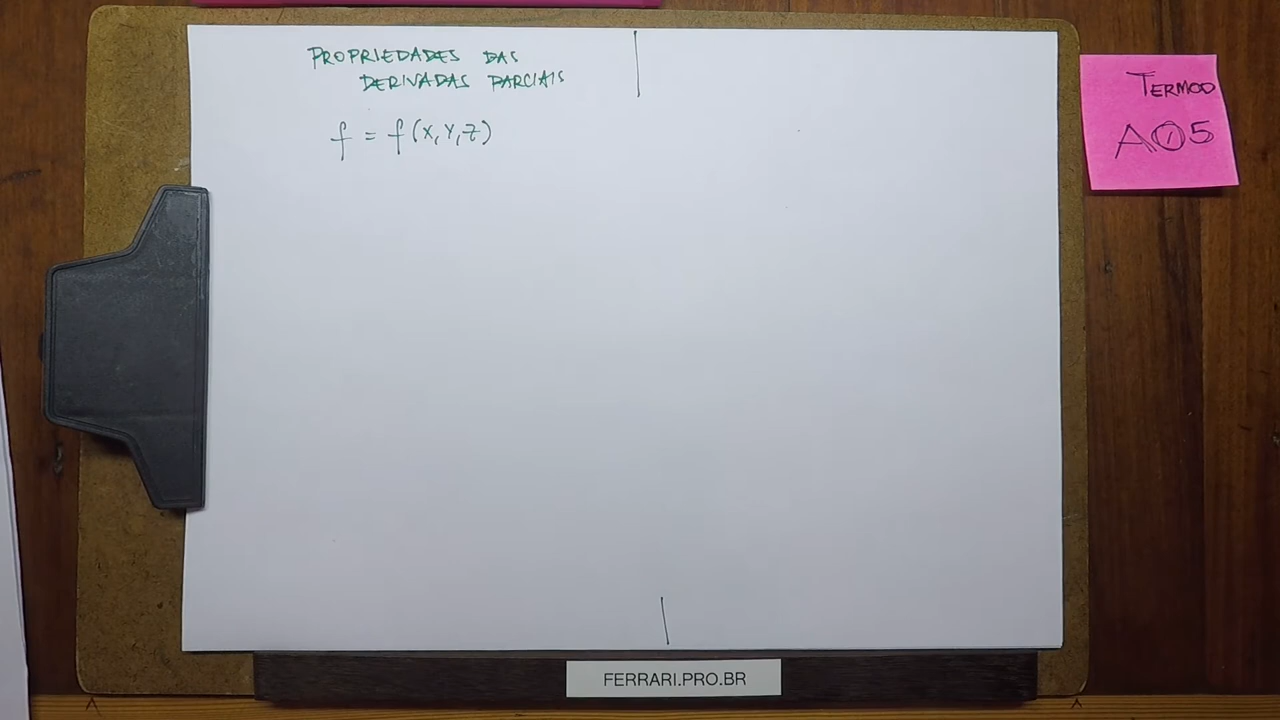 PROPRIEDADES DAS
DERIVADAS PARCIAIS
f = f(x, y, z)
TERMOD
A05
FERRARI.PRO.BR